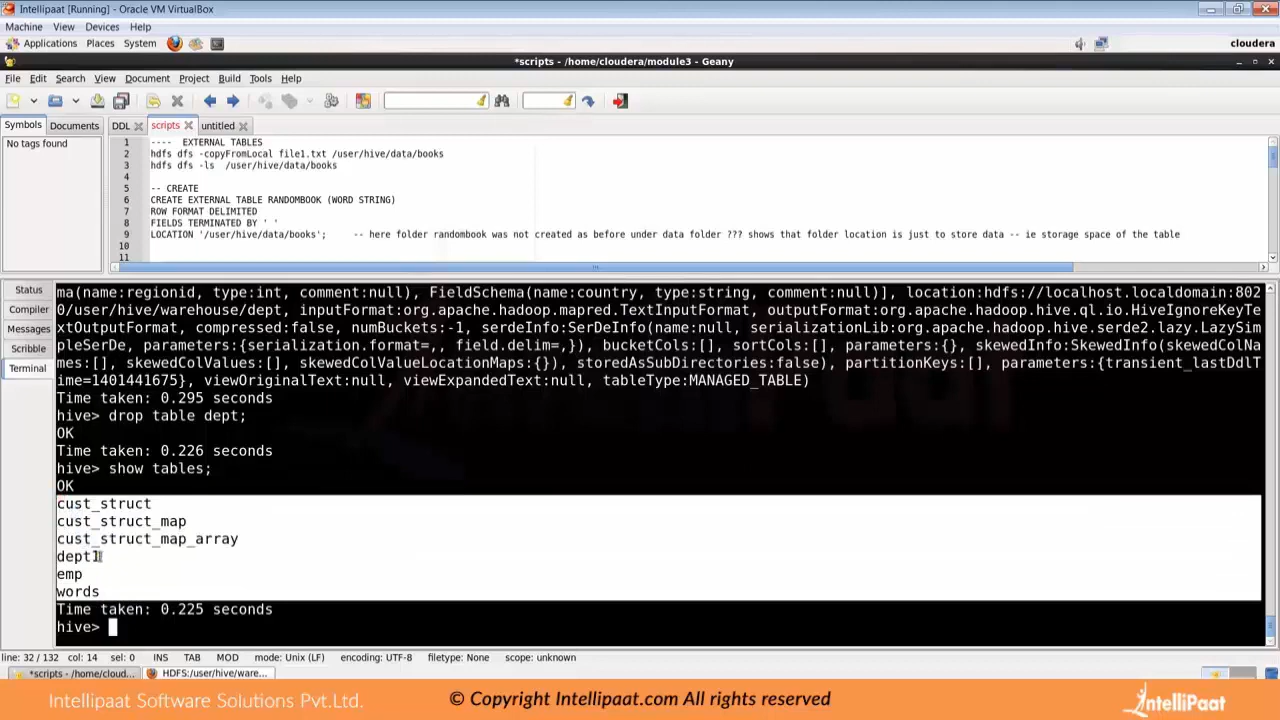 Intellipaat [Running] - Oracle VM VirtualBox
Machine View Devices Help
Applications Places System cloudera
*scripts - /home/cloudera/module3 - Geany
File Edit Search View Document Project Build Tools Help
Symbols Documents DDL scripts untitled
No tags found
1 ---- EXTERNAL TABLES
2 hdfs dfs -copyFromLocal file1.txt /user/hive/data/books
3 hdfs dfs -ls /user/hive/data/books
4
5 -- CREATE
6 CREATE EXTERNAL TABLE RANDOMBOOK (WORD STRING)
7 ROW FORMAT DELIMITED
8 FIELDS TERMINATED BY ' '
9 LOCATION '/user/hive/data/books'; -- here folder randombook was not created as before under data folder ??? shows that folder location is just to store data -- ie storage space of the table
10
11
Status
Compiler
Messages
Scribble
Terminal
ma(name:regionid, type:int, comment:null), FieldSchema(name:country, type:string, comment:null)], location:hdfs://localhost.localdomain:802
0/user/hive/warehouse/dept, inputFormat:org.apache.hadoop.mapred.TextInputFormat, outputFormat:org.apache.hadoop.hive.ql.io.HiveIgnoreKeyTe
xtOutputFormat, compressed:false, numBuckets:-1, serdeInfo:SerDeInfo(name:null, serializationLib:org.apache.hadoop.hive.serde2.lazy.LazySim
pleSerDe, parameters:{serialization.format=,, field.delim=,}), bucketCols:[], sortCols:[], parameters:{}, skewedInfo:SkewedInfo(skewedColNa
mes:[], skewedColValues:[], skewedColValueLocationMaps:{}), storedAsSubDirectories:false), partitionKeys:[], parameters:{transient_lastDdlT
ime=1401441675}, viewOriginalText:null, viewExpandedText:null, tableType:MANAGED_TABLE)
Time taken: 0.295 seconds
hive> drop table dept;
OK
Time taken: 0.226 seconds
hive> show tables;
OK
cust_struct
cust_struct_map
cust_struct_map_array
dept1
emp
words
Time taken: 0.225 seconds
hive>
line: 32 / 132 col: 14 sel: 0 INS TAB MOD mode: Unix (LF) encoding: UTF-8 filetype: None scope: unknown
*scripts - /home/cloud... HDFS:/user/hive/ware...
Intellipaat Software Solutions Pvt.Ltd. © Copyright Intellipaat.com All rights reserved IntelliPaat